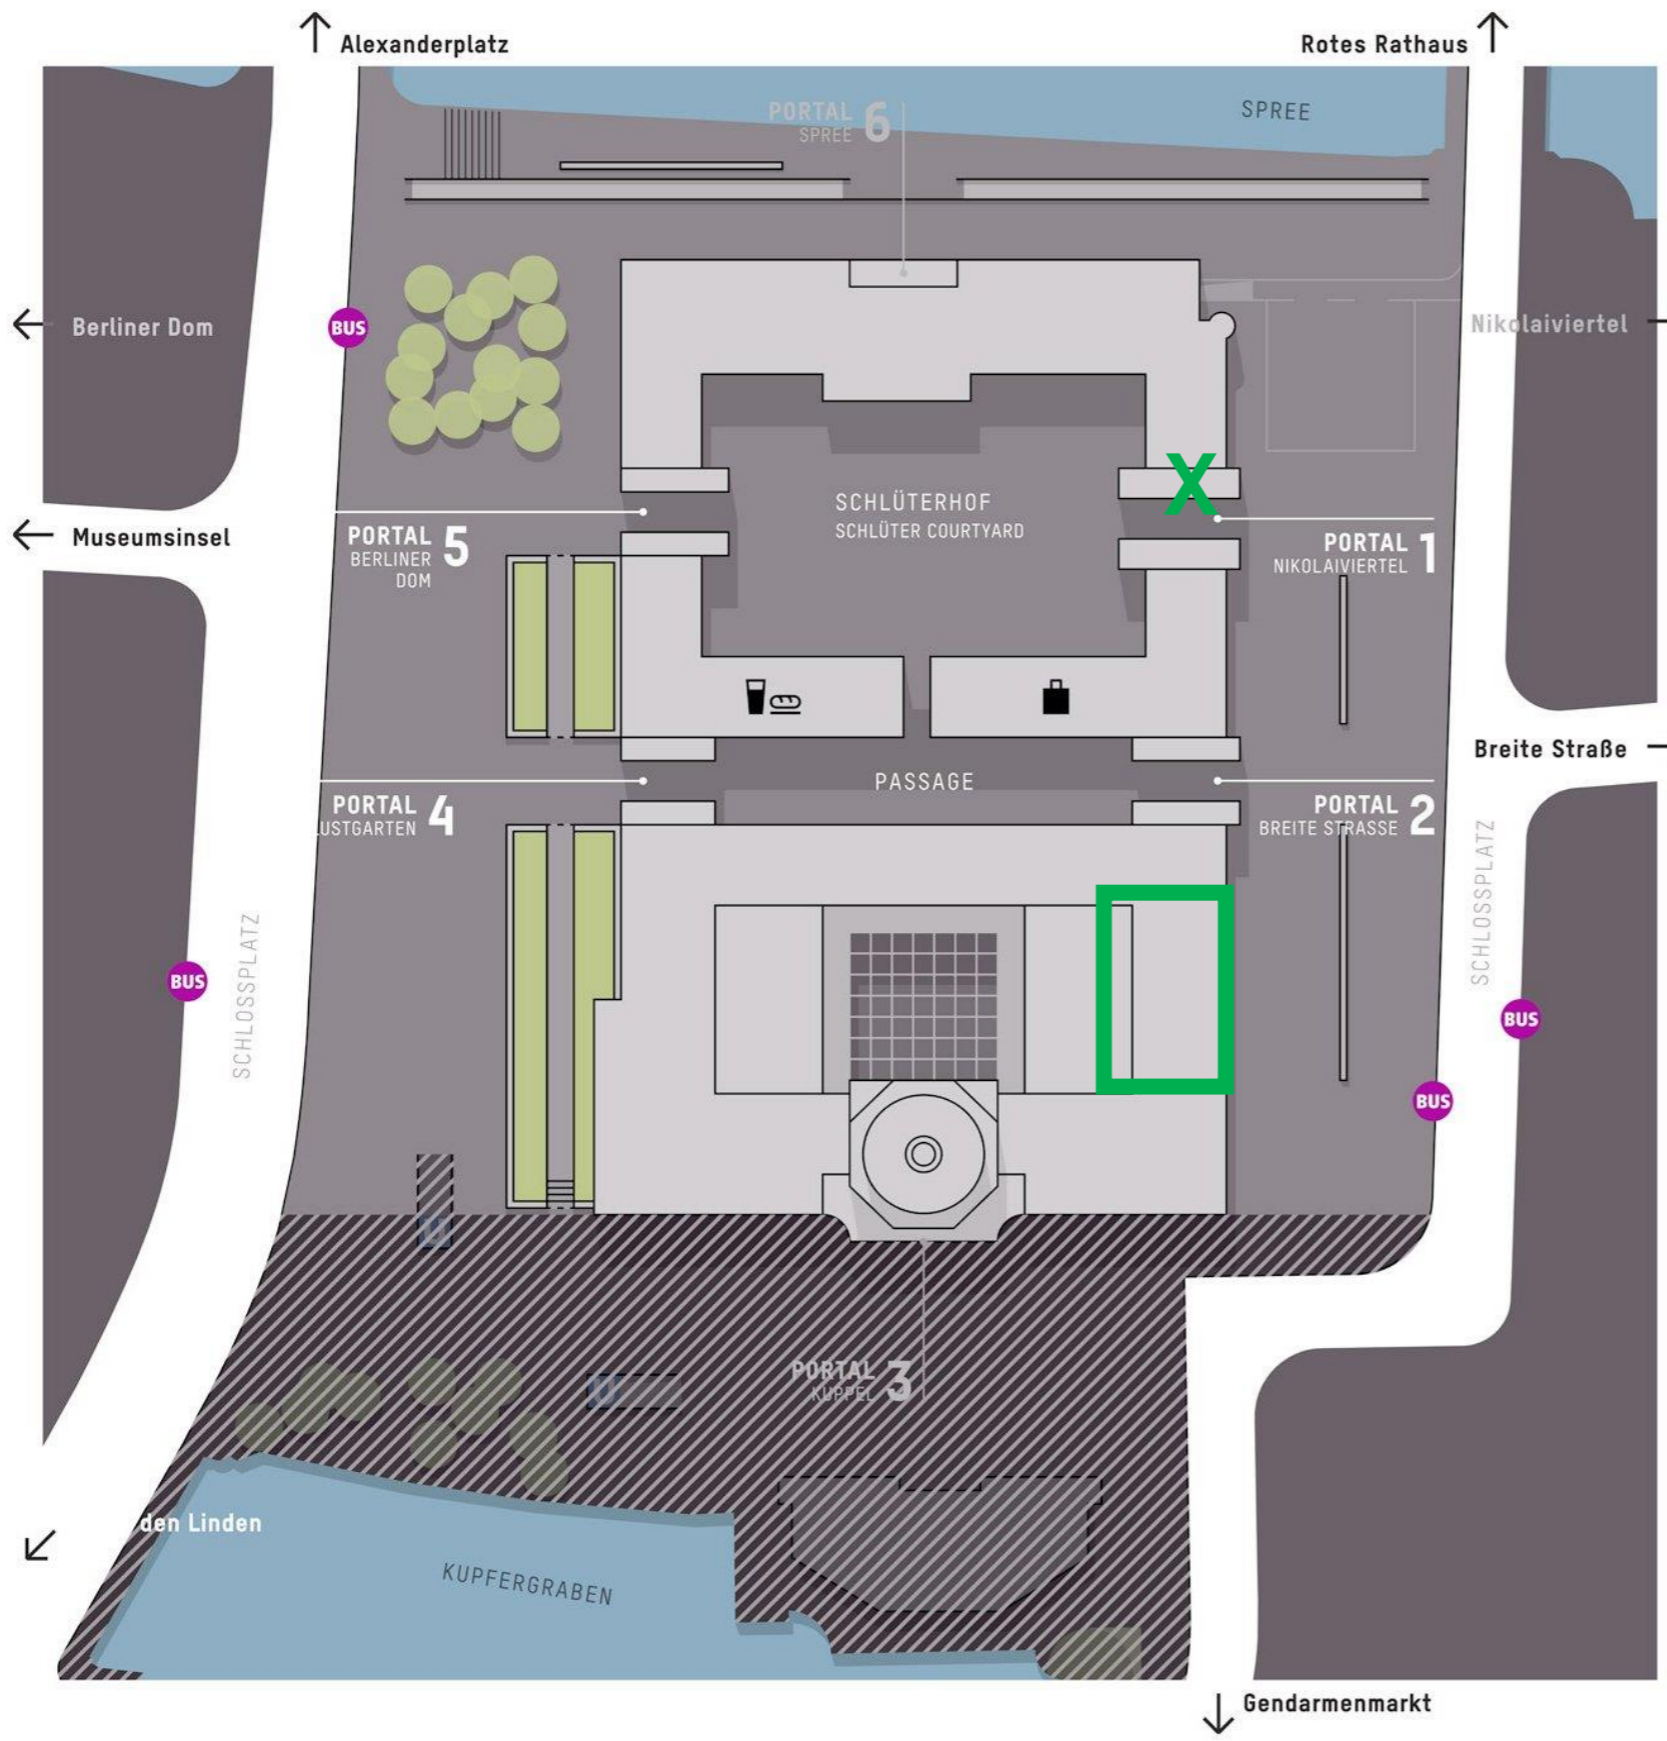 Alexanderplatz
Rotes Rathaus
PORTAL 6
SPREE
SPREE
Berliner Dom
BUS
Nikolaiviertel
SCHLÜTERHOF
SCHLÜTER COURTYARD
X
Museumsinsel
PORTAL 5
BERLINER
DOM
PORTAL 1
NIKOLAIVIERTEL
Breite Straße
PASSAGE
PORTAL 4
USTGARTEN
PORTAL 2
BREITE STRASSE
SCHLOSSPLATZ
SCHLOSSPLATZ
BUS
BUS
BUS
U
U
PORTAL 3
KUPPEL
den Linden
KUPFERGRABEN
Gendarmenmarkt